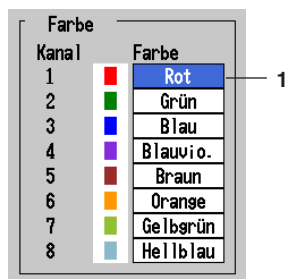 Farbe
Kanal Farbe
1 Rot 1
2 Grün
3 Blau
4 Blauvio.
5 Braun
6 Orange
7 Gelbgrün
8 Hellblau